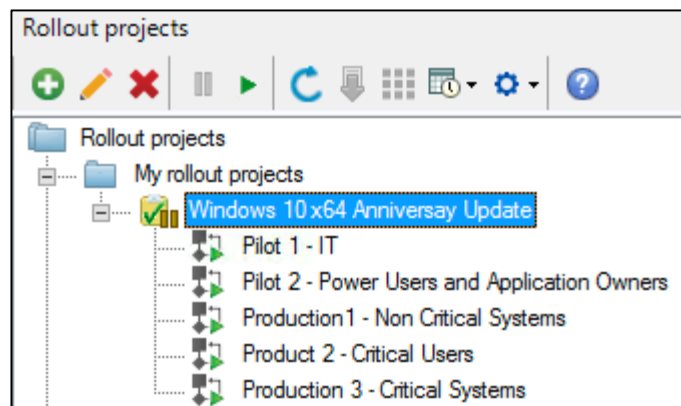 Rollout projects
Rollout projects
My rollout projects
Windows 10 x64 Anniversay Update
Pilot 1 - IT
Pilot 2 - Power Users and Application Owners
Production1 - Non Critical Systems
Product 2 - Critical Users
Production 3 - Critical Systems